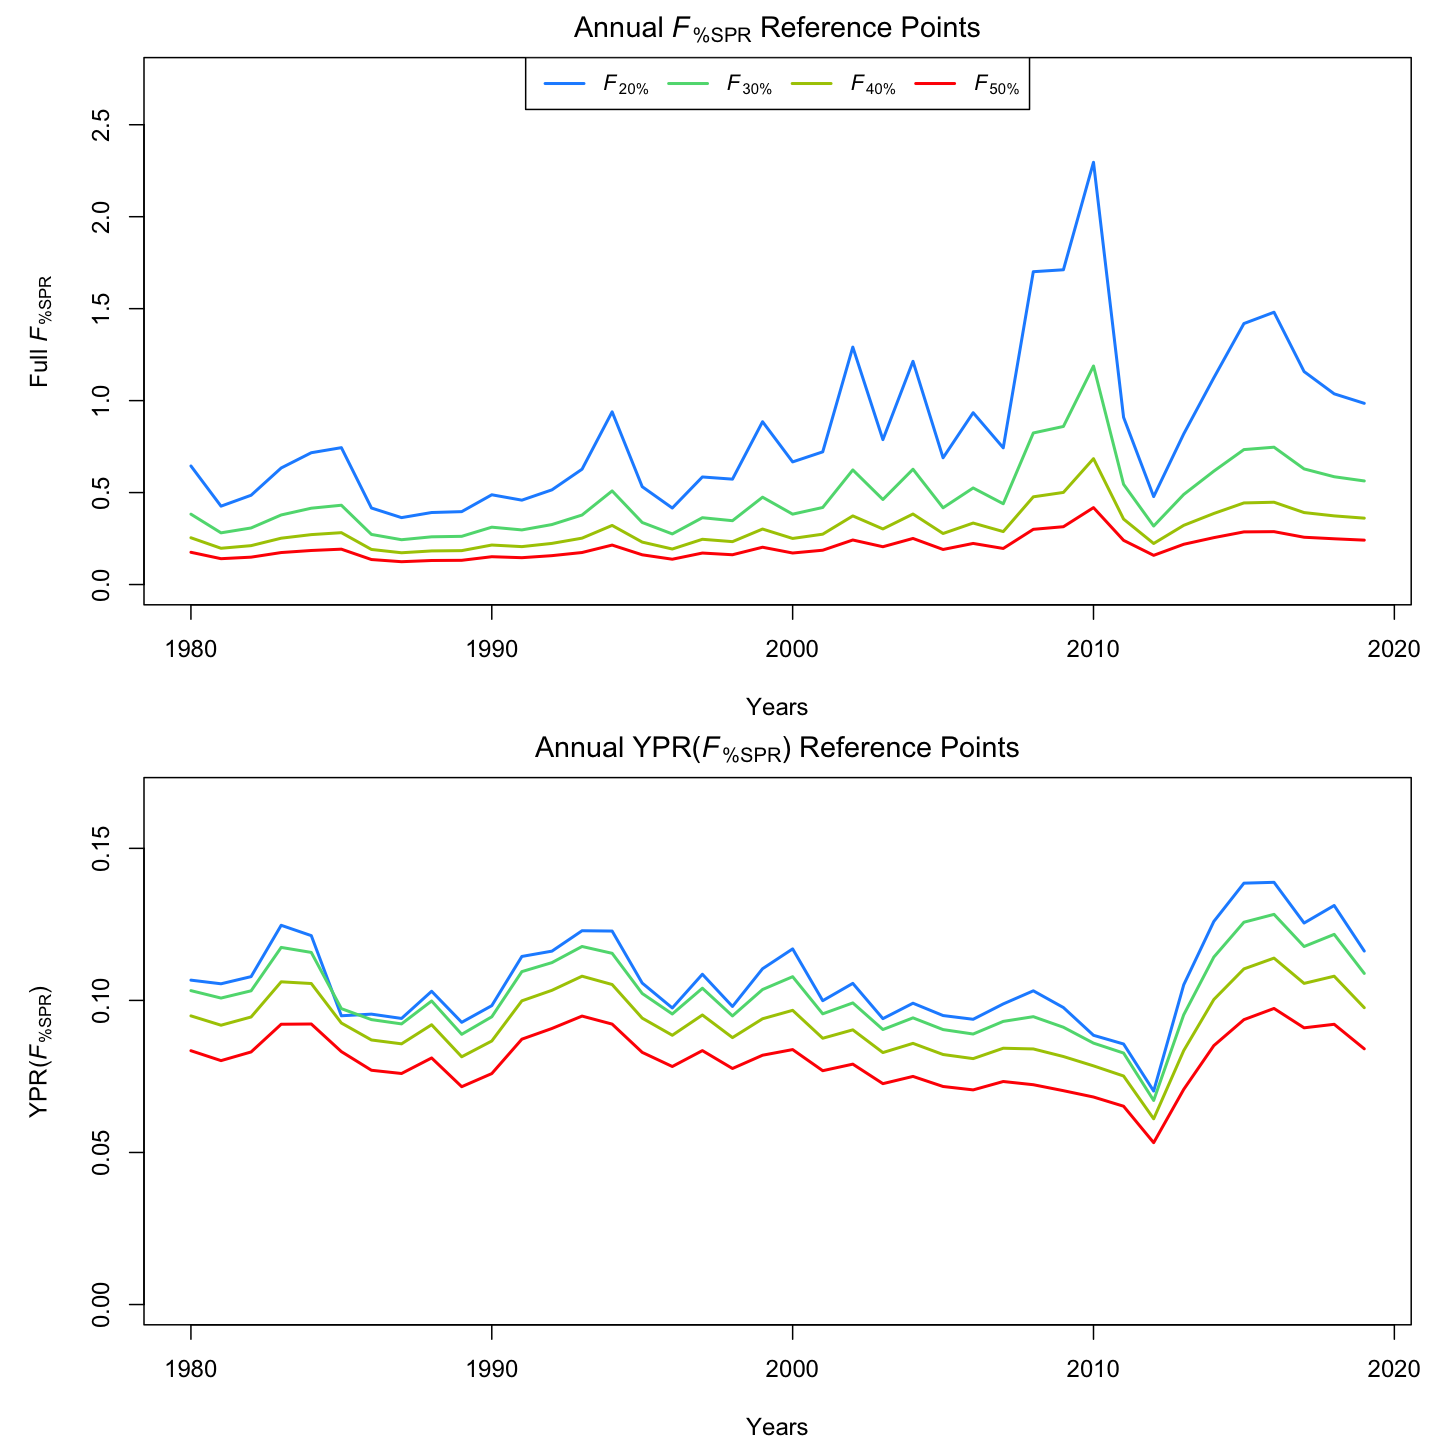 Annual F%SPR Reference Points
F20% F30% F40% F50%
Full F%SPR
2.5
2.0
1.5
1.0
0.5
0.0
1980 1990 2000 2010 2020
Years
Annual YPR(F%SPR) Reference Points
YPR(F%SPR)
0.15
0.10
0.05
0.00
1980 1990 2000 2010 2020
Years